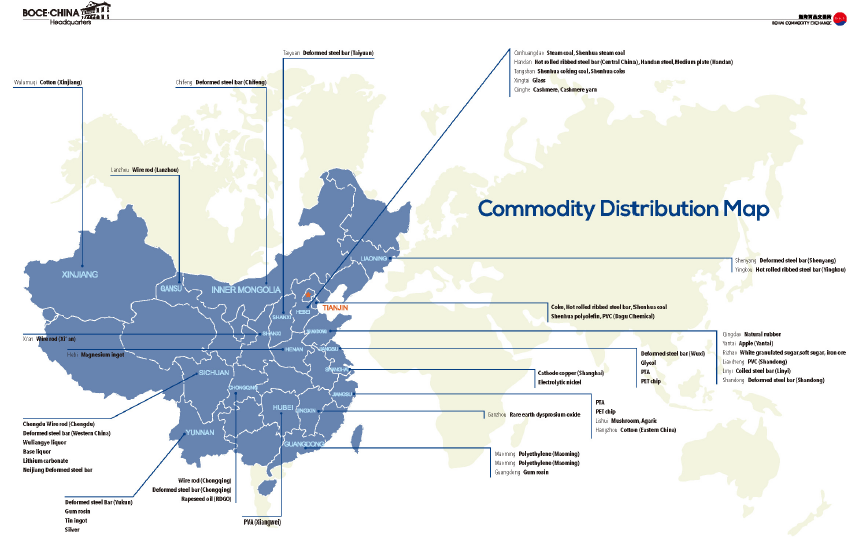 BOCE·CHINA
Headquarters
BOHAI COMMODITY EXCHANGE
Taiyuan Deformed steel bar (Taiyuan)
Qinhuangdao Steam coal, Shenhua steam coal
Handan Hot rolled ribbed steel bar (Central China), Handan steel, Medium plate (Handan)
Tangshan Shenhua coking coal, Shenhua coke
Xingtai Glass
Qinghe Cashmere, Cashmere yarn
Wulumuqi Cotton (Xinjiang)
Chifeng Deformed steel bar (Chifeng)
Lanzhou Wire rod (Lanzhou)
Commodity Distribution Map
LIAONING
Shenyang Deformed steel bar (Shenyang)
Yingkou Hot rolled ribbed steel bar (Yingkou)
XINJIANG
GANSU
INNER MONGOLIA
TIANJIN
HEBEI
SHANXI
Coke, Hot rolled ribbed steel bar, Shenhua coal
Shenhua polyolefin, PVC (Dagu Chemical)
Xi'an Wire rod (Xi' an)
Hebi Magnesium ingot
HENAN
Qingdao Natural rubber
Yantai Apple (Yantai)
Rizhao White granulated sugar, soft sugar, iron ore
Liaocheng PVC (Shandong)
Linyi Coiled steel bar (Linyi)
Shandong Deformed steel bar (Shandong)
Deformed steel bar (Wuxi)
Glycol
PTA
PET chip
SICHUAN
SHANGHAI
Cathode copper (Shanghai)
Electrolytic nickel
CHONGQING
JIANGSU
HUBEI
PTA
PET chip
Lishui Mushroom, Agaric
Hangzhou Cotton (Eastern China)
Ganzhou Rare earth dysprosium oxide
YUNNAN
GUANGDONG
Maoming Polyethylene (Maoming)
Maoming Polyethylene (Maoming)
Guangdong Gum rosin
Chengdu Wire rod (Chengdu)
Deformed steel bar (Western China)
Wuliangye liquor
Base liquor
Lithium carbonate
Neijiang Deformed steel bar
Wire rod (Chongqing)
Deformed steel bar (Chongqing)
Rapeseed oil (RDGO)
Deformed steel Bar (Yukun)
Gum rosin
Tin ingot
Silver
PVA (Xiangwei)